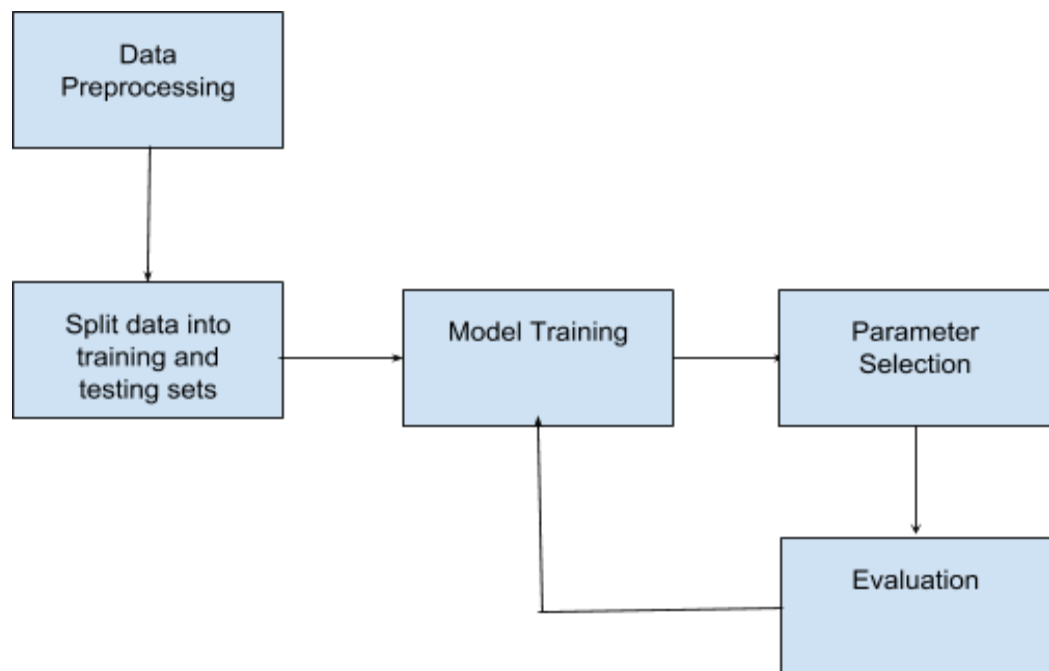 Data
Preprocessing
Split data into
training and
testing sets
Model Training
Parameter
Selection
Evaluation